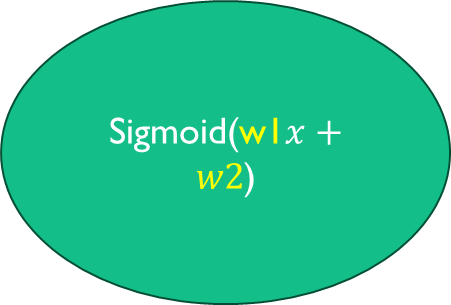 Sigmoid(w1𝑥 +
𝑤2)